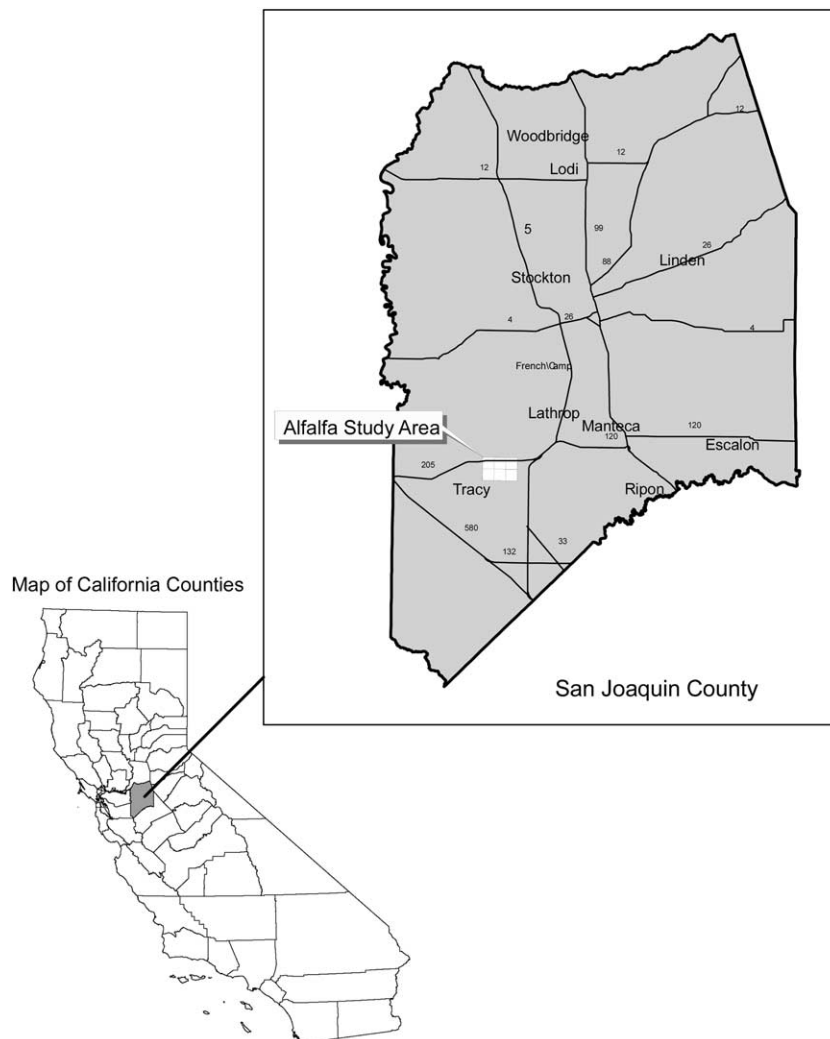 12
Woodbridge
12
12
Lodi
5
99
26
88
Linden
Stockton
4
26
4
French\Camp
Lathrop
Manteca
120
Alfalfa Study Area
120
Escalon
205
Tracy
Ripon
580
33
132
Map of California Counties
San Joaquin County